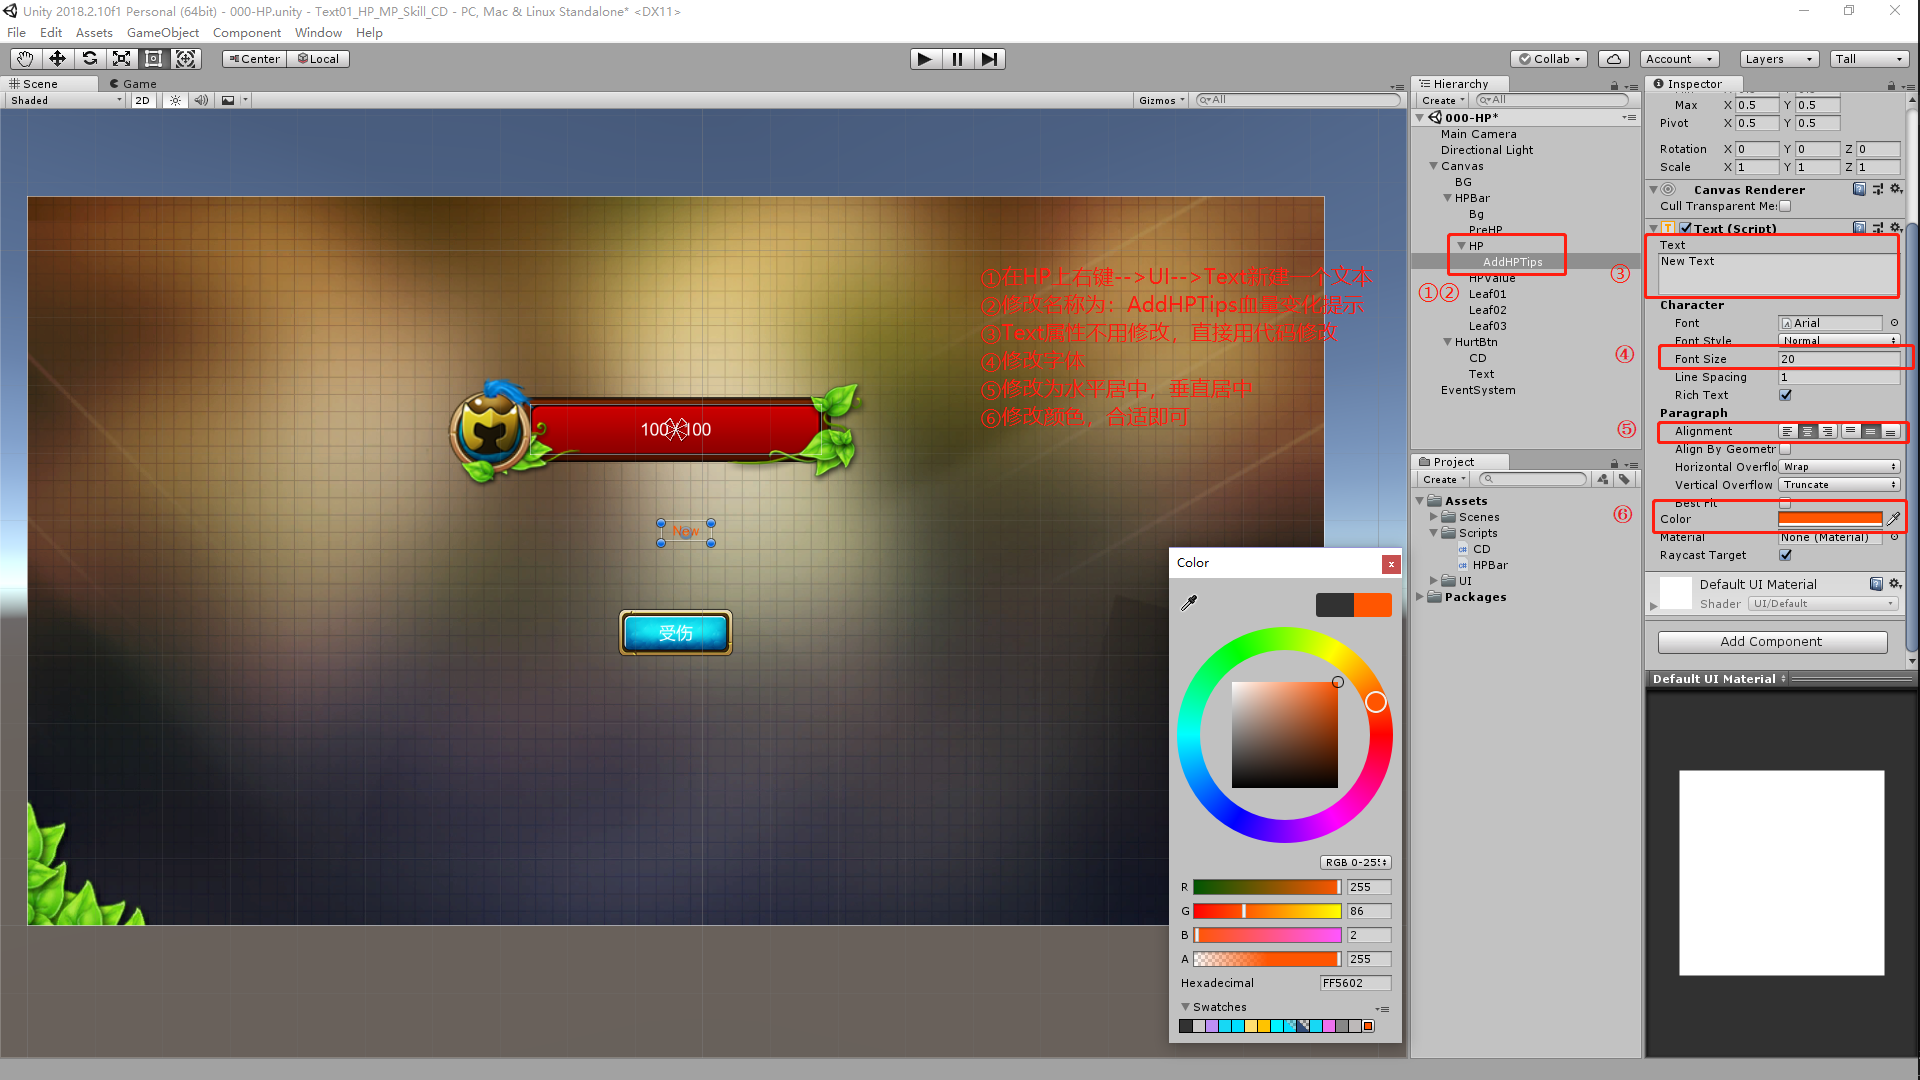 Unity 2018.2.10f1 Personal (64bit) - 000-HP.unity - Text01_HP_MP_Skill_CD - PC, Mac & Linux Standalone* <DX11>
File Edit Assets GameObject Component Window Help
Center Local
Collab Account Layers Tall
Scene Game
Shaded 2D Gizmos All
①在HP上右键-->UI-->Text新建一个文本
②修改名称为：AddHPTips血量变化提示
③Text属性不用修改，直接用代码修改
④修改字体
⑤修改为水平居中，垂直居中
⑥修改颜色，合适即可
100 100
New
受伤
Color
RGB 0-255
R 255
G 86
B 2
A 255
Hexadecimal FF5602
Swatches
Hierarchy
Create All
000-HP*
Main Camera
Directional Light
Canvas
BG
HPBar
Bg
PreHP
HP
AddHPTips
HPValue
①②
Leaf01
Leaf02
Leaf03
HurtBtn
CD
Text
EventSystem
Project
Create
Assets
Scenes
Scripts
CD
HPBar
UI
Packages
Inspector
Max X 0.5 Y 0.5
Pivot X 0.5 Y 0.5
Rotation X 0 Y 0 Z 0
Scale X 1 Y 1 Z 1
Canvas Renderer
Cull Transparent Me
Text (Script)
Text
③
New Text
Character
Font Arial
Font Style Normal
④
Font Size 20
Line Spacing 1
Rich Text
Paragraph
⑤
Alignment
Align By Geometr
Horizontal Overflo Wrap
Vertical Overflow Truncate
Best Fit
⑥
Color
Material None (Material)
Raycast Target
Default UI Material
Shader UI/Default
Add Component
Default UI Material